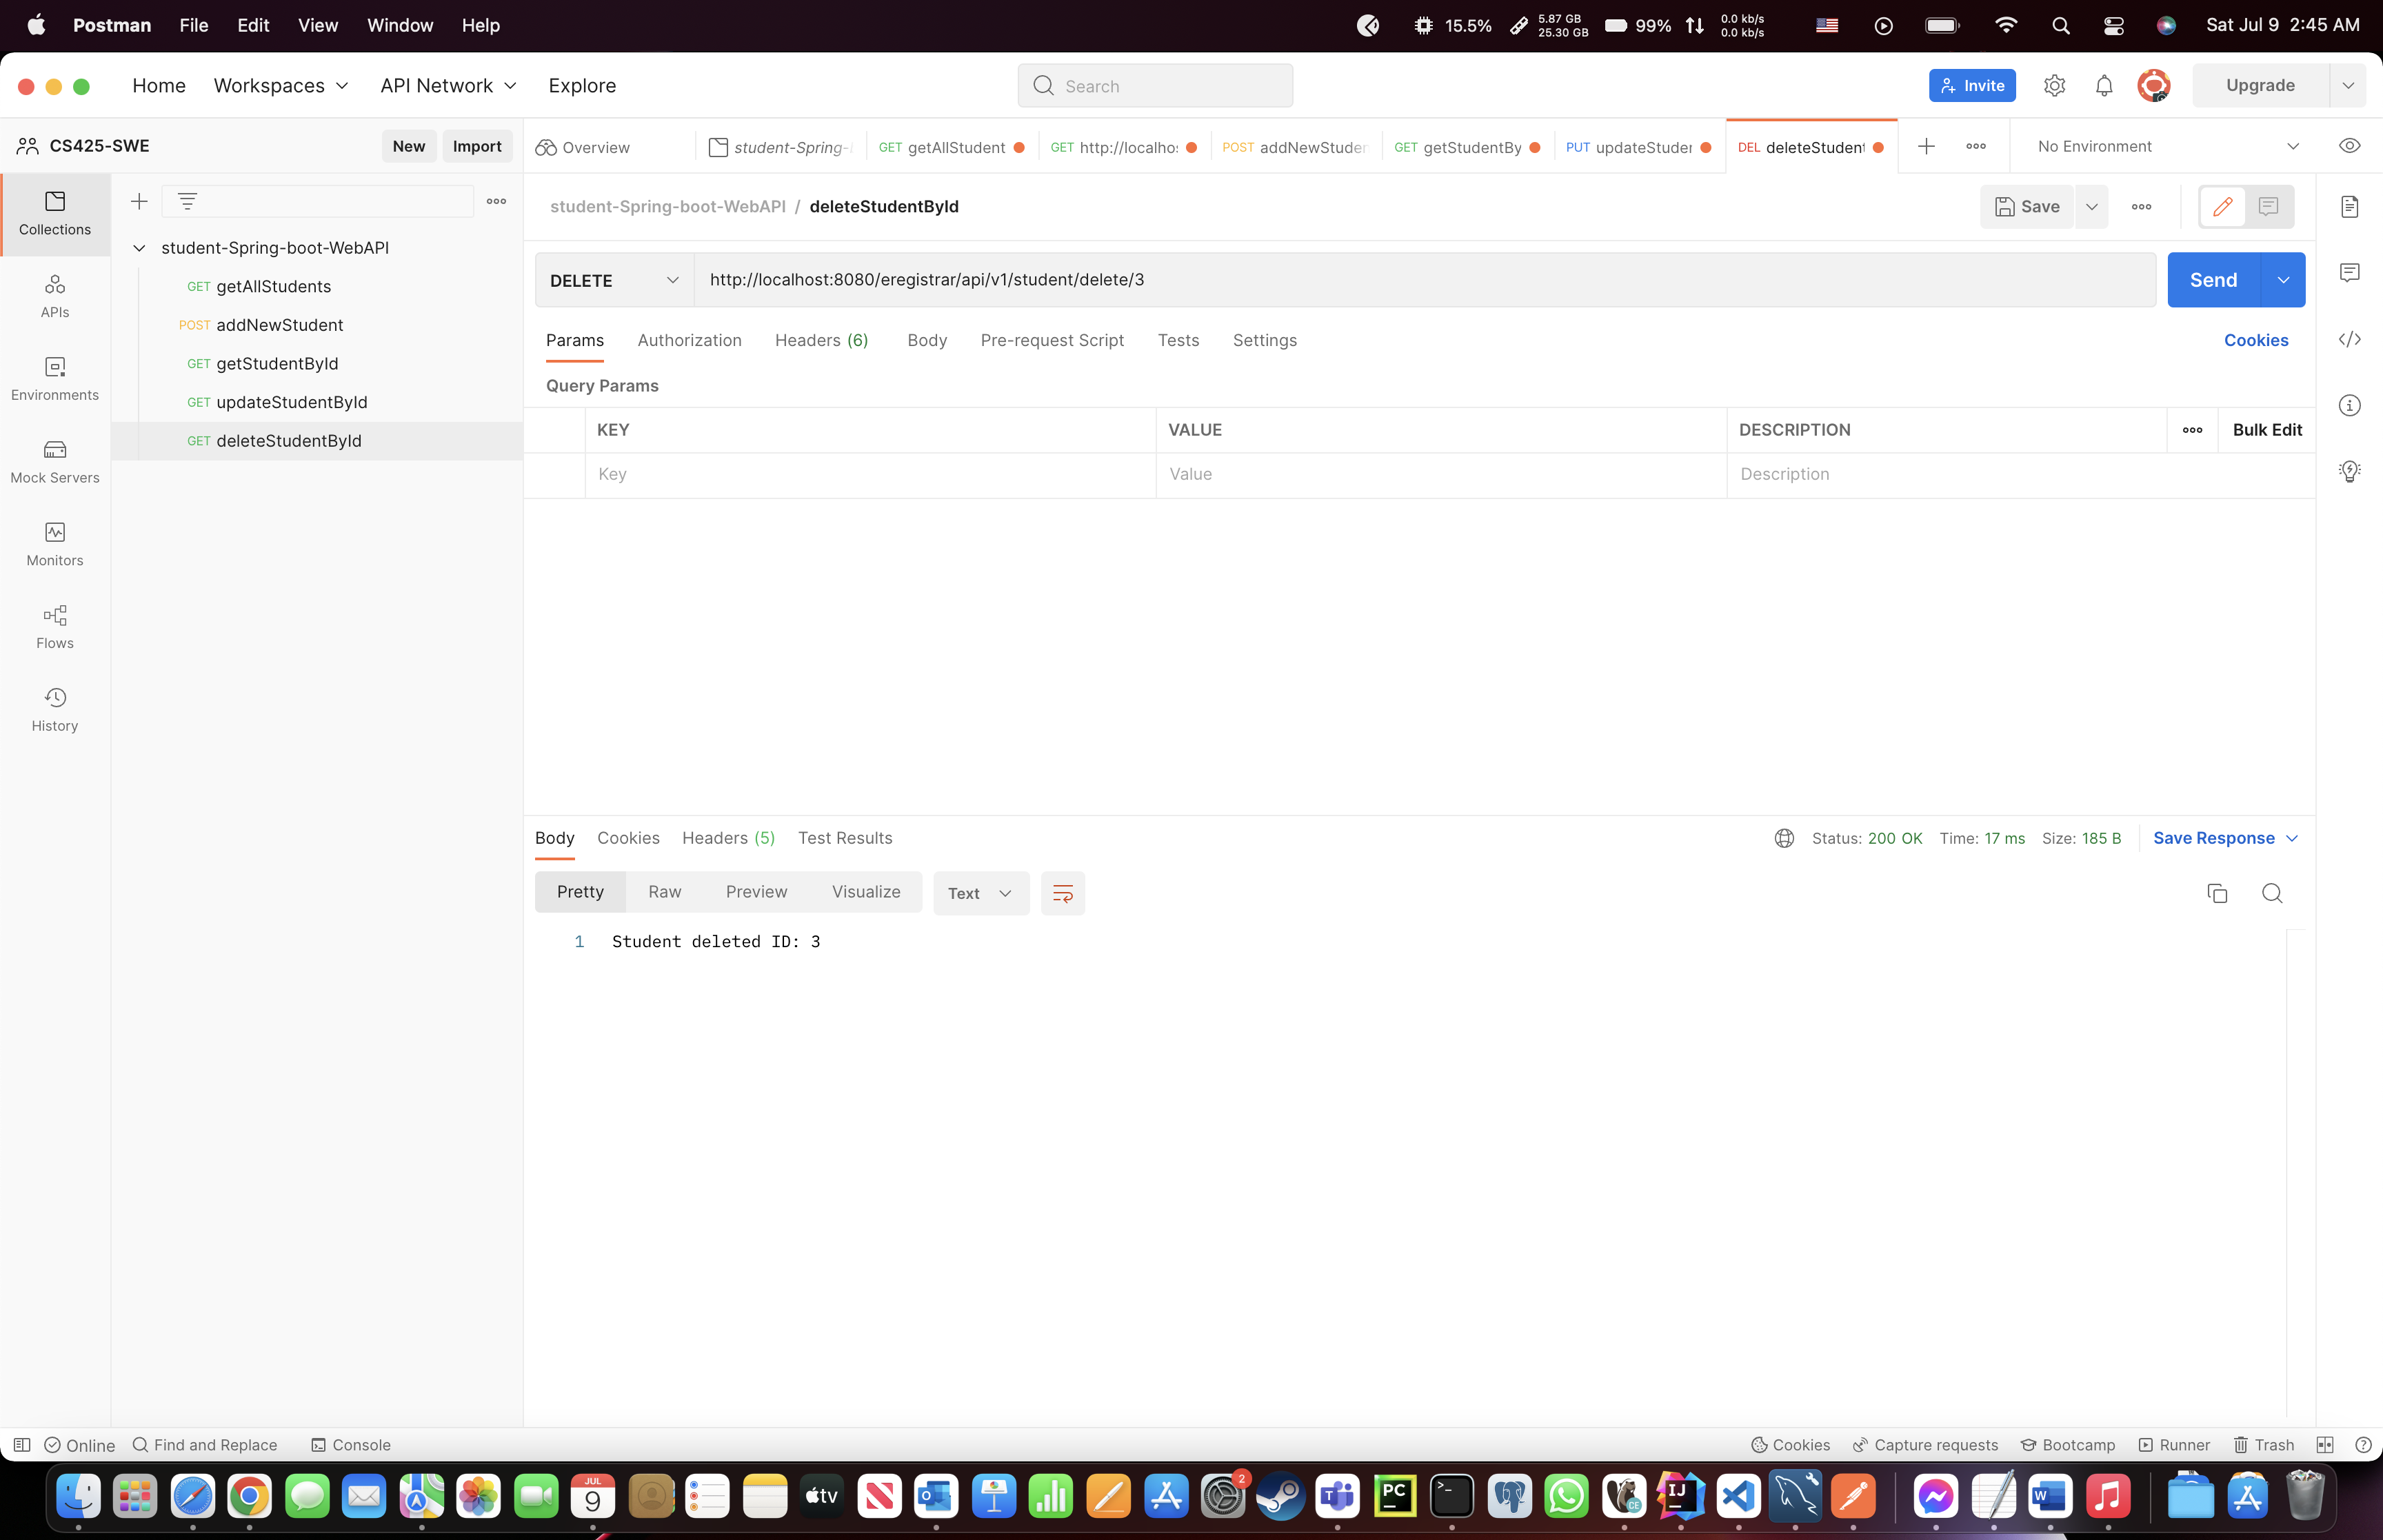 Postman File Edit View Window Help 15.5% 5.87 GB 25.30 GB 99% 0.0 kb/s 0.0 kb/s Sat Jul 9 2:45 AM
Home Workspaces API Network Explore Search Invite Upgrade
CS425-SWE New Import Overview student-Spring- GET getAllStudent GET http://localho: POST addNewStuden GET getStudentBy PUT updateStuder DEL deleteStudent No Environment
Collections
student-Spring-boot-WebAPI / deleteStudentById Save
student-Spring-boot-WebAPI
GET getAllStudents
POST addNewStudent
GET getStudentById
GET updateStudentById
GET deleteStudentById
APIs
Environments
Mock Servers
Monitors
Flows
History
DELETE http://localhost:8080/eregistrar/api/v1/student/delete/3 Send
Params Authorization Headers (6) Body Pre-request Script Tests Settings Cookies
Query Params
KEY VALUE DESCRIPTION Bulk Edit
Key Value Description
Body Cookies Headers (5) Test Results Status: 200 OK Time: 17 ms Size: 185 B Save Response
Pretty Raw Preview Visualize Text
1 Student deleted ID: 3
Online Find and Replace Console Cookies Capture requests Bootcamp Runner Trash
JUL 9 tv 2 PC CE IJ W